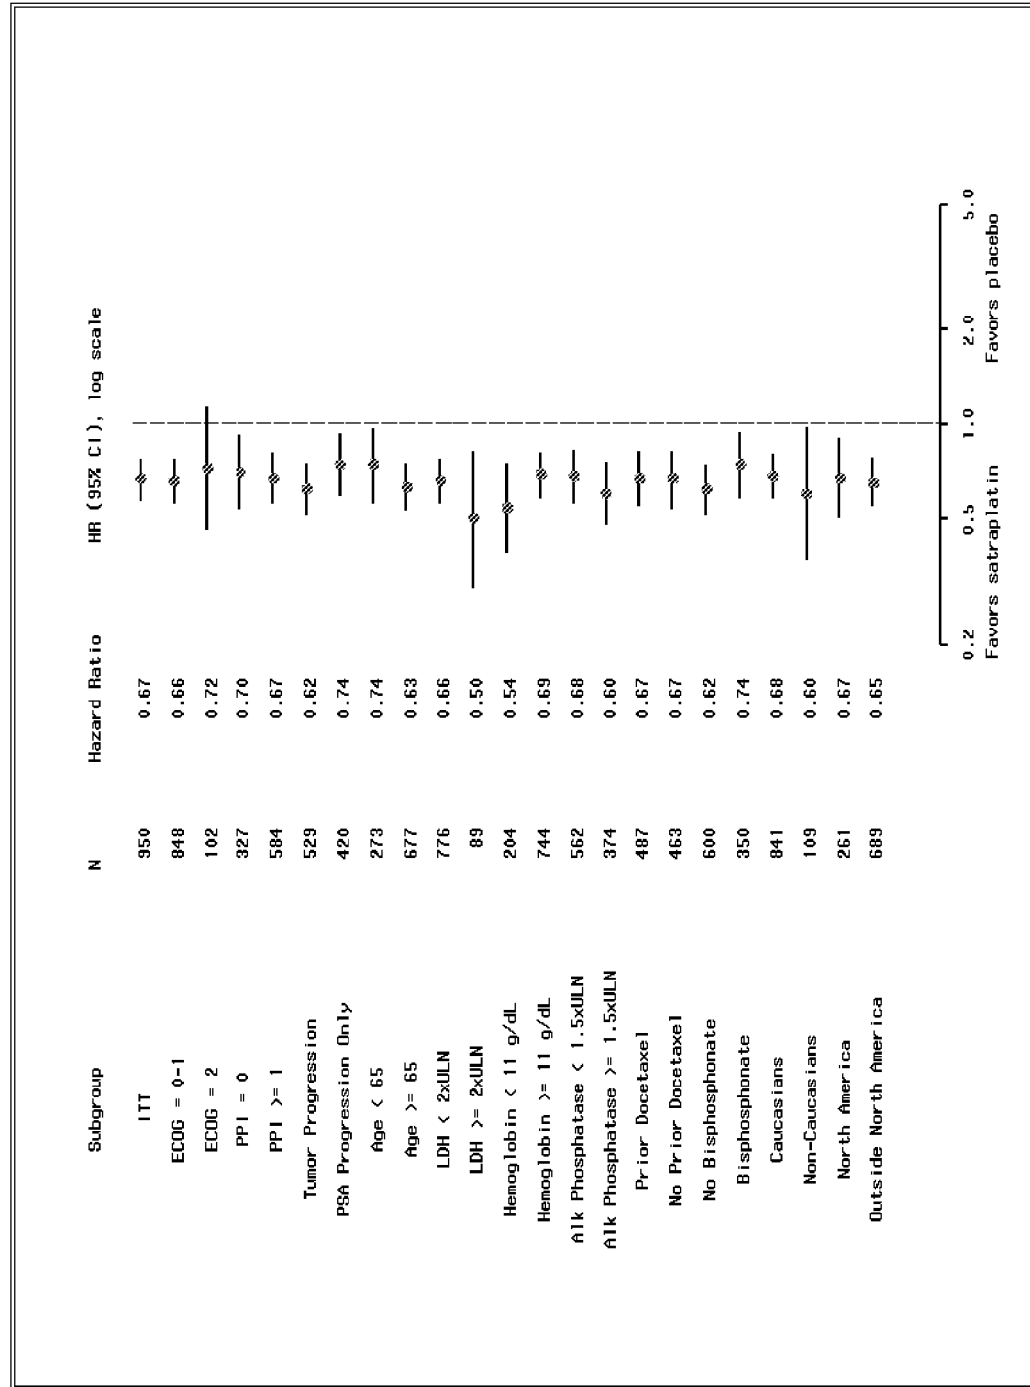 Subgroup N Hazard Ratio HR (95% CI), log scale
ITT 950 0.67
ECOG = 0-1 848 0.66
ECOG = 2 102 0.72
PPI = 0 327 0.70
PPI >= 1 584 0.67
Tumor Progression 529 0.62
PSA Progression Only 420 0.74
Age < 65 273 0.74
Age >= 65 677 0.63
LDH < 2xULN 776 0.66
LDH >= 2xULN 89 0.50
Hemoglobin < 11 g/dL 204 0.54
Hemoglobin >= 11 g/dL 744 0.69
Alk Phosphatase < 1.5xULN 562 0.68
Alk Phosphatase >= 1.5xULN 374 0.60
Prior Docetaxel 487 0.67
No Prior Docetaxel 463 0.67
No Bisphosphonate 600 0.62
Bisphosphonate 350 0.74
Caucasians 841 0.68
Non-Caucasians 109 0.60
North America 261 0.67
Outside North America 689 0.65
0.2 0.5 1.0 2.0 5.0
Favors satraplatin Favors placebo